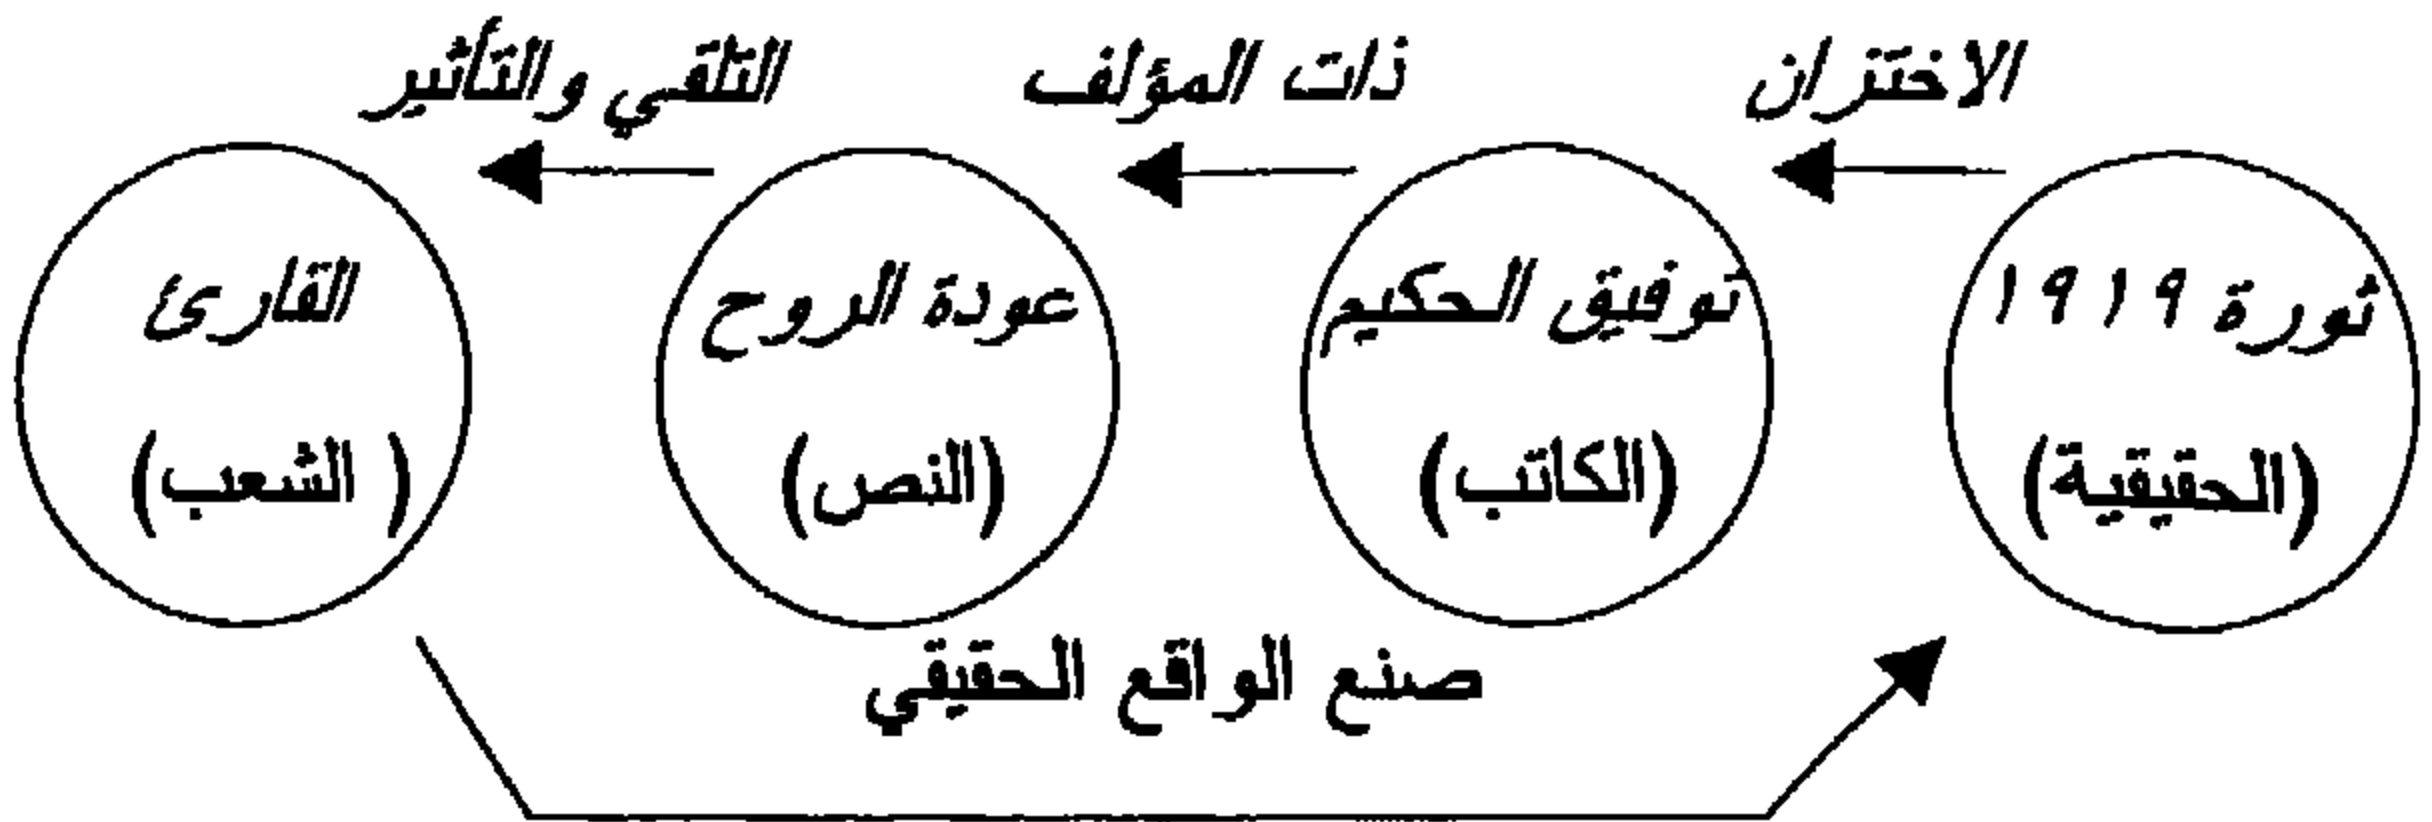 الاختزان
ذات المؤلف
التلقي والتأثير
ثورة ١٩١٩
(الحقيقية)
توفيق الحكيم
(الكاتب)
عودة الروح
(النص)
القارئ
( الشعب)
صنع الواقع الحقيقي